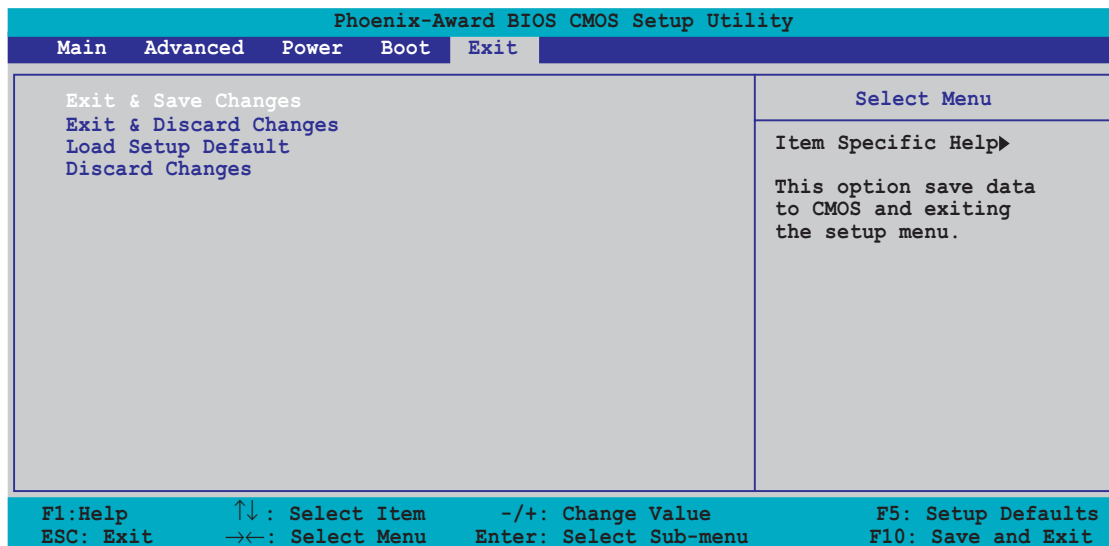 Phoenix-Award BIOS CMOS Setup Utility
Main Advanced Power Boot Exit
Exit & Save Changes
Exit & Discard Changes
Load Setup Default
Discard Changes
Select Menu
Item Specific Help▶
This option save data
to CMOS and exiting
the setup menu.
F1:Help ↑↓: Select Item -/+: Change Value F5: Setup Defaults
ESC: Exit →←: Select Menu Enter: Select Sub-menu F10: Save and Exit